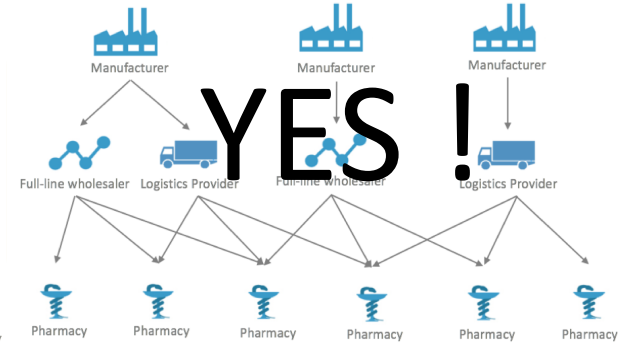 Manufacturer Manufacturer Manufacturer
YES !
Full-line wholesaler Logistics Provider Full-line wholesaler Logistics Provider
Pharmacy Pharmacy Pharmacy Pharmacy Pharmacy Pharmacy